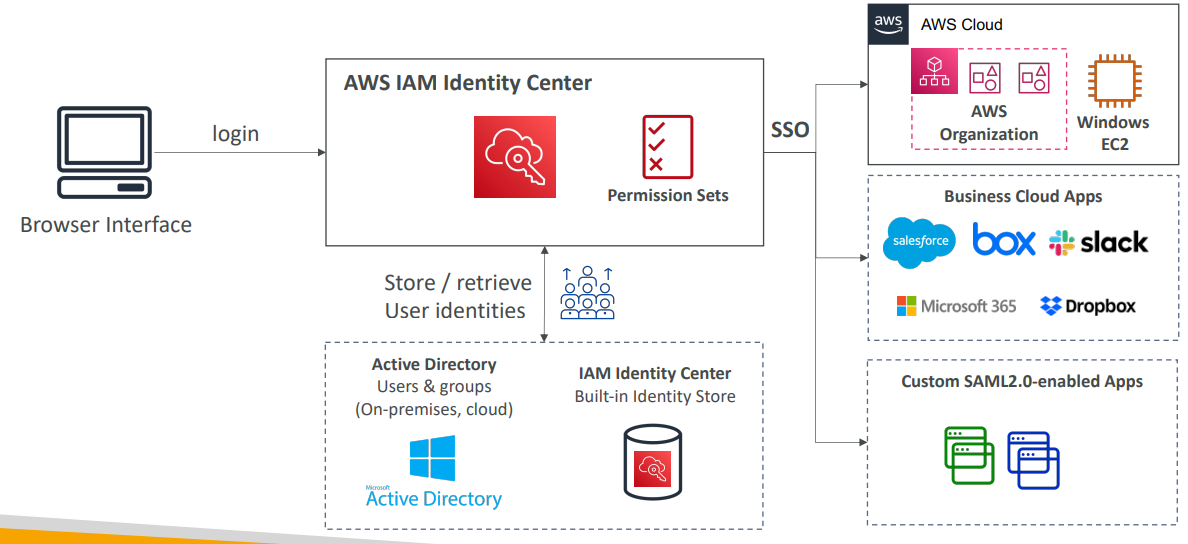 Browser Interface
login
AWS IAM Identity Center
Permission Sets
Store / retrieve
User identities
Active Directory
Users & groups
(On-premises, cloud)
Microsoft
Active Directory
IAM Identity Center
Built-in Identity Store
SSO
aws
AWS Cloud
AWS
Organization
Windows
EC2
Business Cloud Apps
salesforce
box
slack
Microsoft 365
Dropbox
Custom SAML2.0-enabled Apps